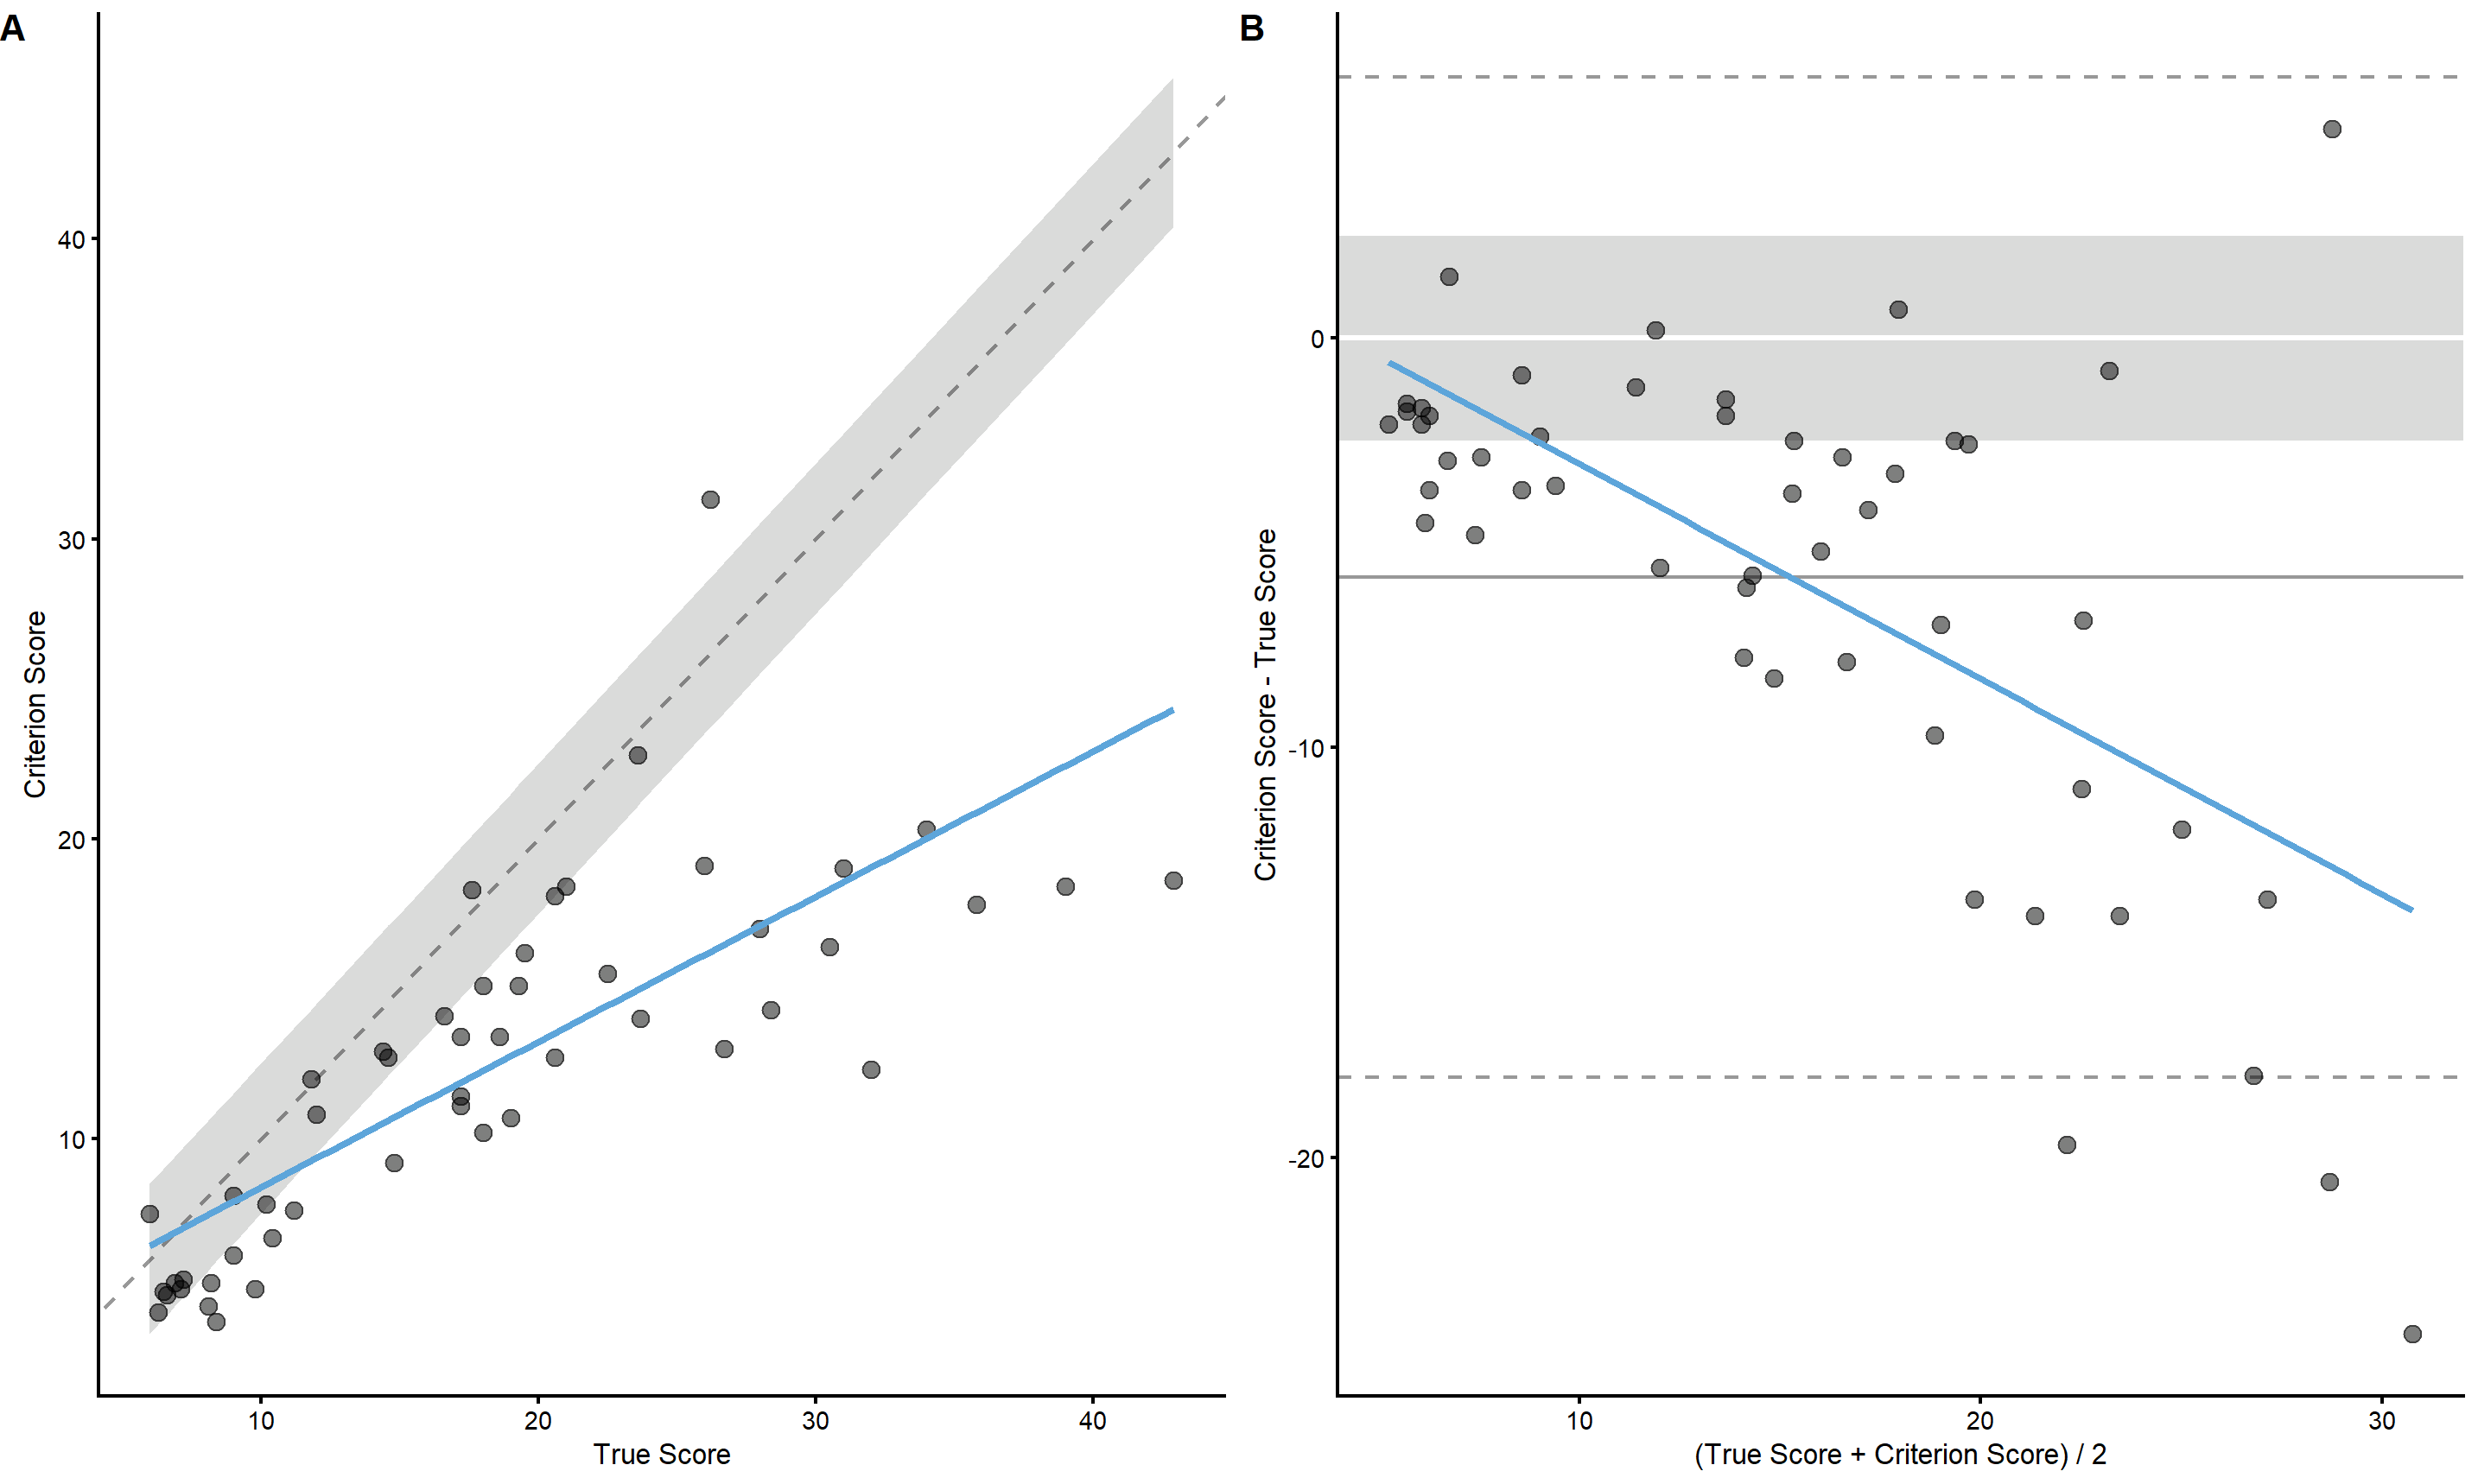 A
Criterion Score
40
30
20
10
10 20 30 40
True Score
B
Criterion Score - True Score
0
-10
-20
10 20 30
(True Score + Criterion Score) / 2